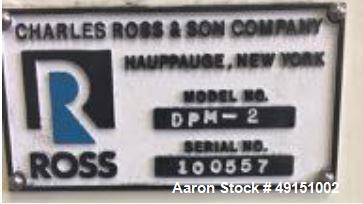 CHARLES ROSS & SON COMPANY
HAUPPAUGE, NEW YORK
MODEL NO.
DPM-2
SERIAL NO.
100557
ROSS
Aaron Stock # 49151002